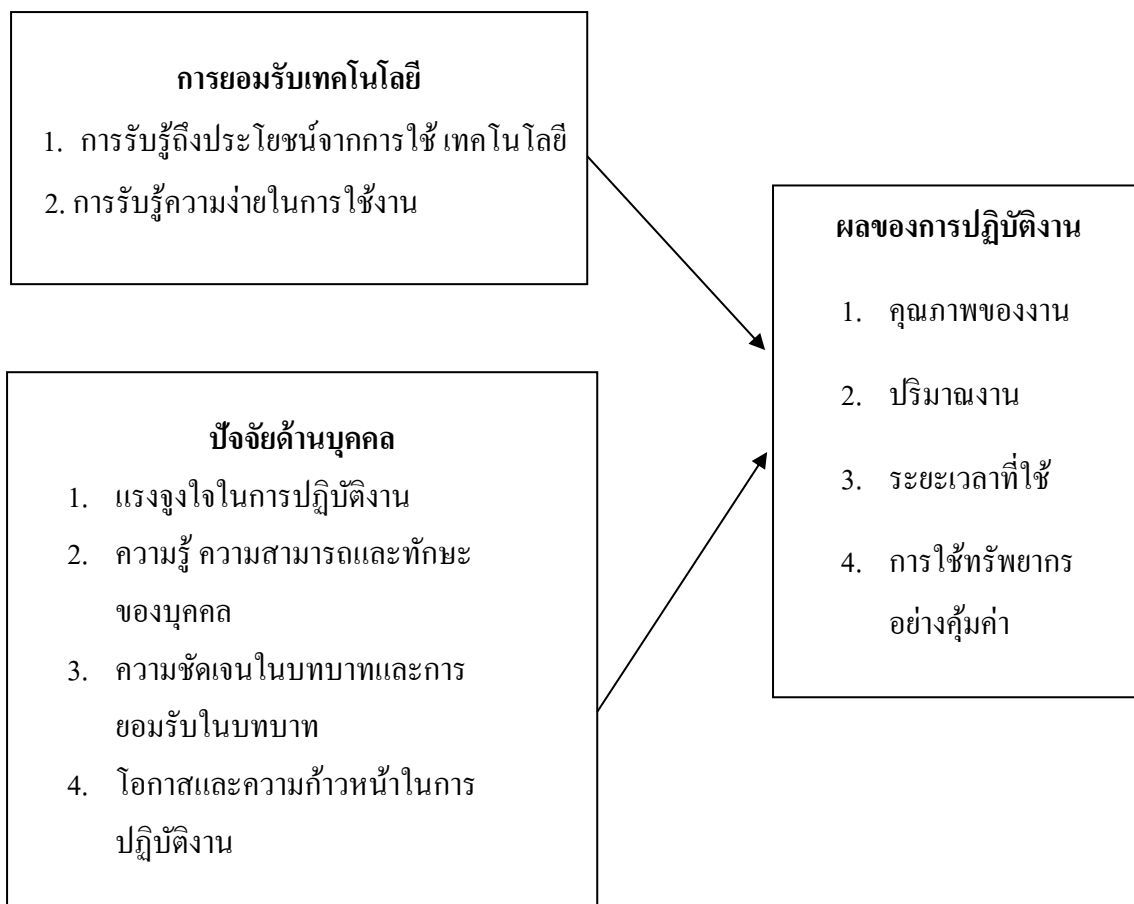 การยอมรับเทคโนโลยี
1. การรับรู้ถึงประโยชน์จากการใช้ เทคโนโลยี
2. การรับรู้ความง่ายในการใช้งาน
ปัจจัยด้านบุคคล
1. แรงจูงใจในการปฏิบัติงาน
2. ความรู้ ความสามารถและทักษะ
ของบุคคล
3. ความชัดเจนในบทบาทและการ
ยอมรับในบทบาท
4. โอกาสและความก้าวหน้าในการ
ปฏิบัติงาน
ผลของการปฏิบัติงาน
1. คุณภาพของงาน
2. ปริมาณงาน
3. ระยะเวลาที่ใช้
4. การใช้ทรัพยากร
อย่างคุ้มค่า